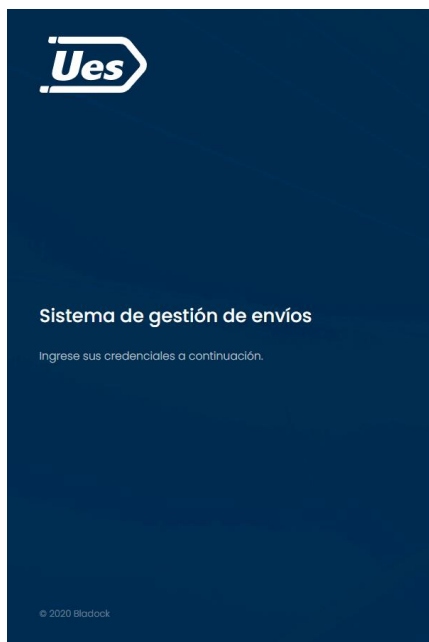 Ues
Sistema de gestión de envíos
Ingrese sus credenciales a continuación.
© 2020 Bladock